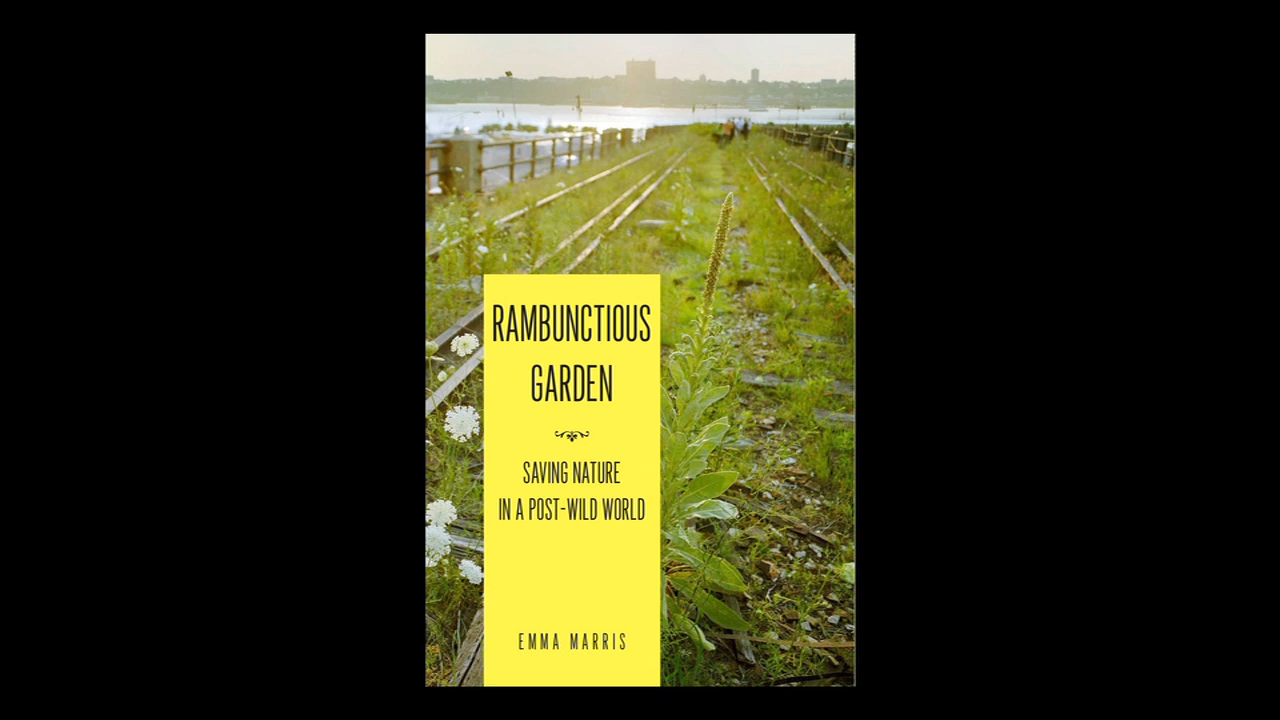 RAMBUNCTIOUS
GARDEN
SAVING NATURE
IN A POST-WILD WORLD
EMMA MARRIS